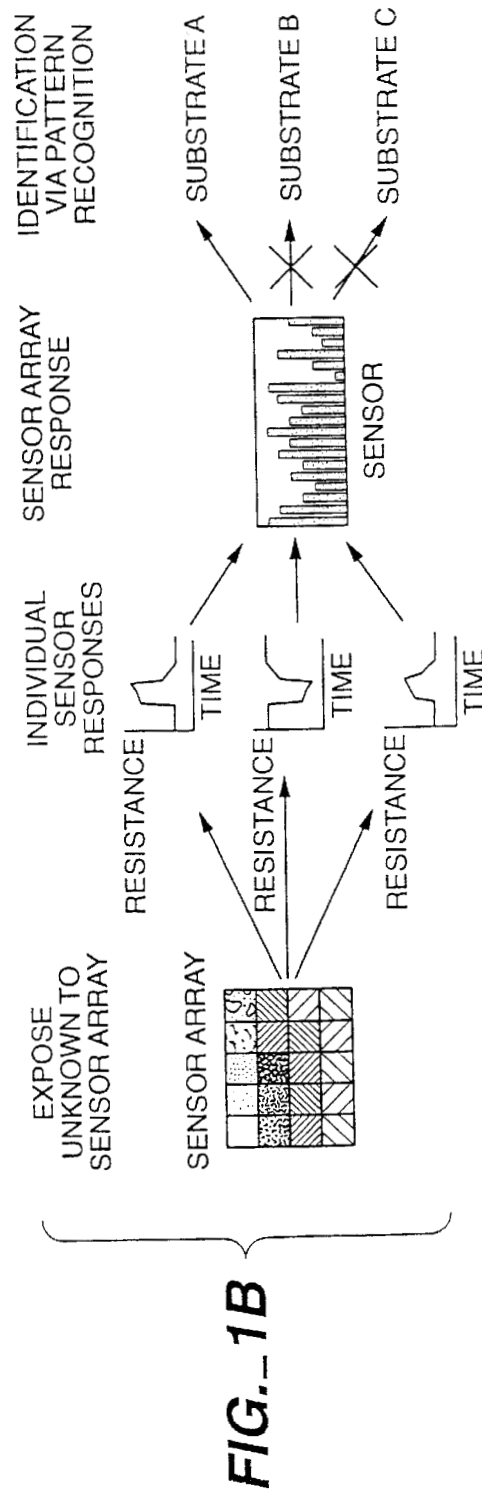 FIG._1B
EXPOSE
UNKNOWN TO
SENSOR ARRAY
SENSOR ARRAY
INDIVIDUAL
SENSOR
RESPONSES
RESISTANCE
TIME
RESISTANCE
TIME
RESISTANCE
TIME
SENSOR ARRAY
RESPONSE
SENSOR
IDENTIFICATION
VIA PATTERN
RECOGNITION
SUBSTRATE A
SUBSTRATE B
SUBSTRATE C